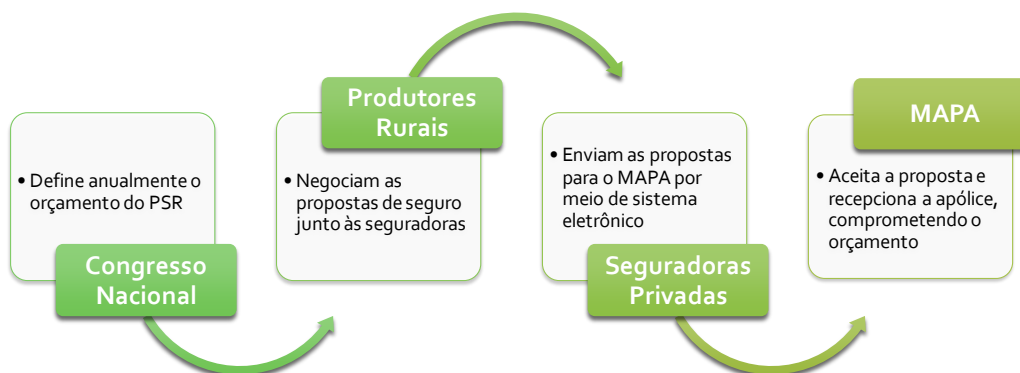 Congresso
Nacional
• Define anualmente o
orçamento do PSR
Produtores
Rurais
• Negociam as
propostas de seguro
junto às seguradoras
Seguradoras
Privadas
• Enviam as propostas
para o MAPA por
meio de sistema
eletrônico
MAPA
• Aceita a proposta e
recepciona a apólice,
comprometendo o
orçamento